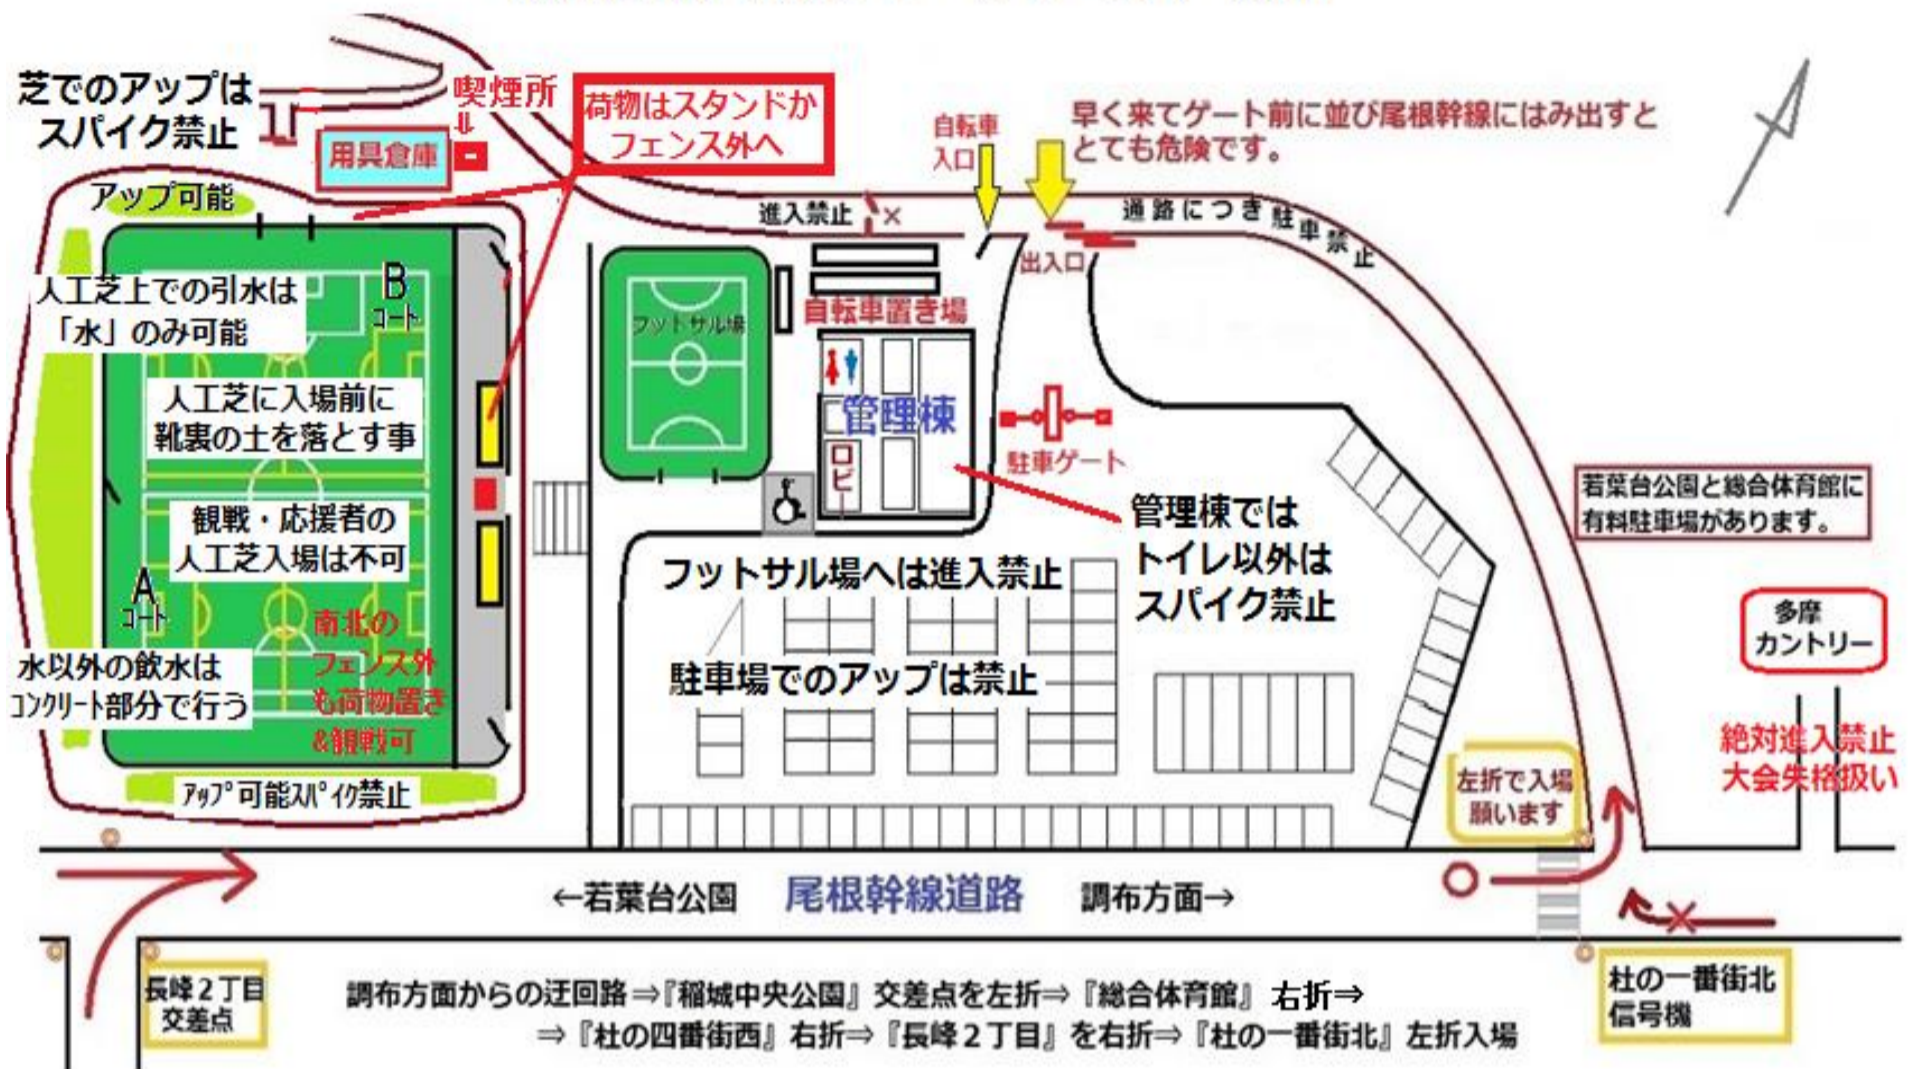 芝でのアップは
スパイク禁止
喫煙所
⇓
用具倉庫
荷物はスタンドか
フェンス外へ
自転車
入口
早く来てゲート前に並び尾根幹線にはみ出すと
とても危険です。
アップ可能
進入禁止
×
通路につき駐車禁止
出入口
人工芝上での引水は
「水」のみ可能
B
コート
フットサル場
自転車置き場
人工芝に入場前に
靴裏の土を落とす事
管理棟
ロビー
駐車ゲート
観戦・応援者の
人工芝入場は不可
管理棟では
トイレ以外は
スパイク禁止
若葉台公園と総合体育館に
有料駐車場があります。
A
コート
フットサル場へは進入禁止
南北の
フェンス外
も荷物置き
&観戦可
多摩
カントリー
水以外の飲水は
コンクリート部分で行う
駐車場でのアップは禁止
絶対進入禁止
大会失格扱い
アップ可能スパイク禁止
左折で入場
願います
←若葉台公園 尾根幹線道路 調布方面→
長峰2丁目
交差点
調布方面からの迂回路⇒『稲城中央公園』交差点を左折⇒『総合体育館』右折⇒
⇒『杜の四番街西』右折⇒『長峰2丁目』を右折⇒『杜の一番街北』左折入場
杜の一番街北
信号機